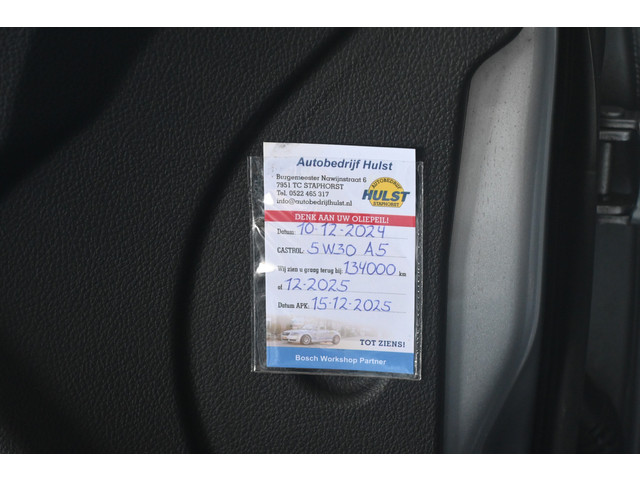 Autobedrijf Hulst
Burgemeester Nawijnstraat 6
7951 TC STAPHORST
Tel. 0522 465 317
info@autobedrijfhulst.nl
AUTOBEDRIJF
HULST
STAPHORST
DENK AAN UW OLIEPEIL!
Datum: 10-12-2024
CASTROL: 5W30 A5
Wij zien u graag terug bij: 134000 km
of 12-2025
Datum APK: 15-12-2025
TOT ZIENS!
Bosch Workshop Partner